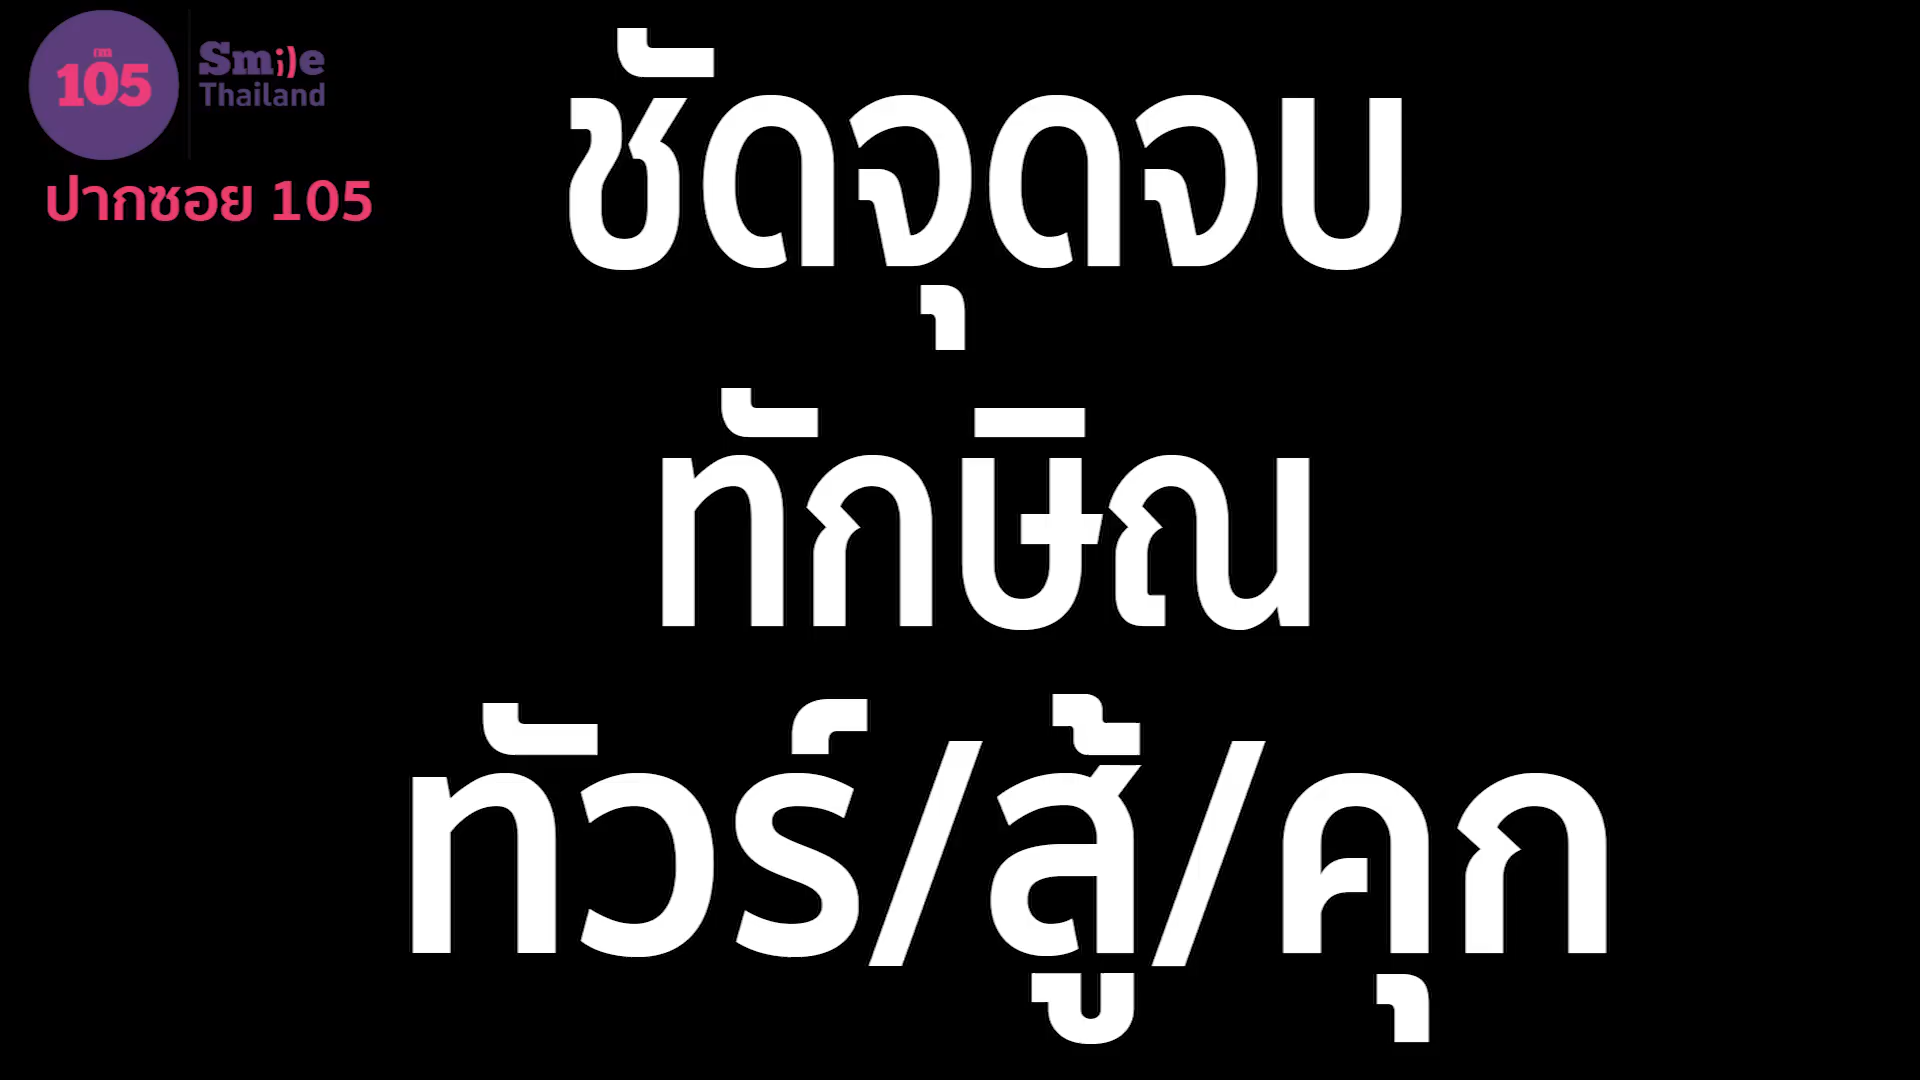 FM
105
Smile
Thailand
ปากซอย 105
ชัดจุดจบ
ทักษิณ
ทัวร์/สู้/คุก